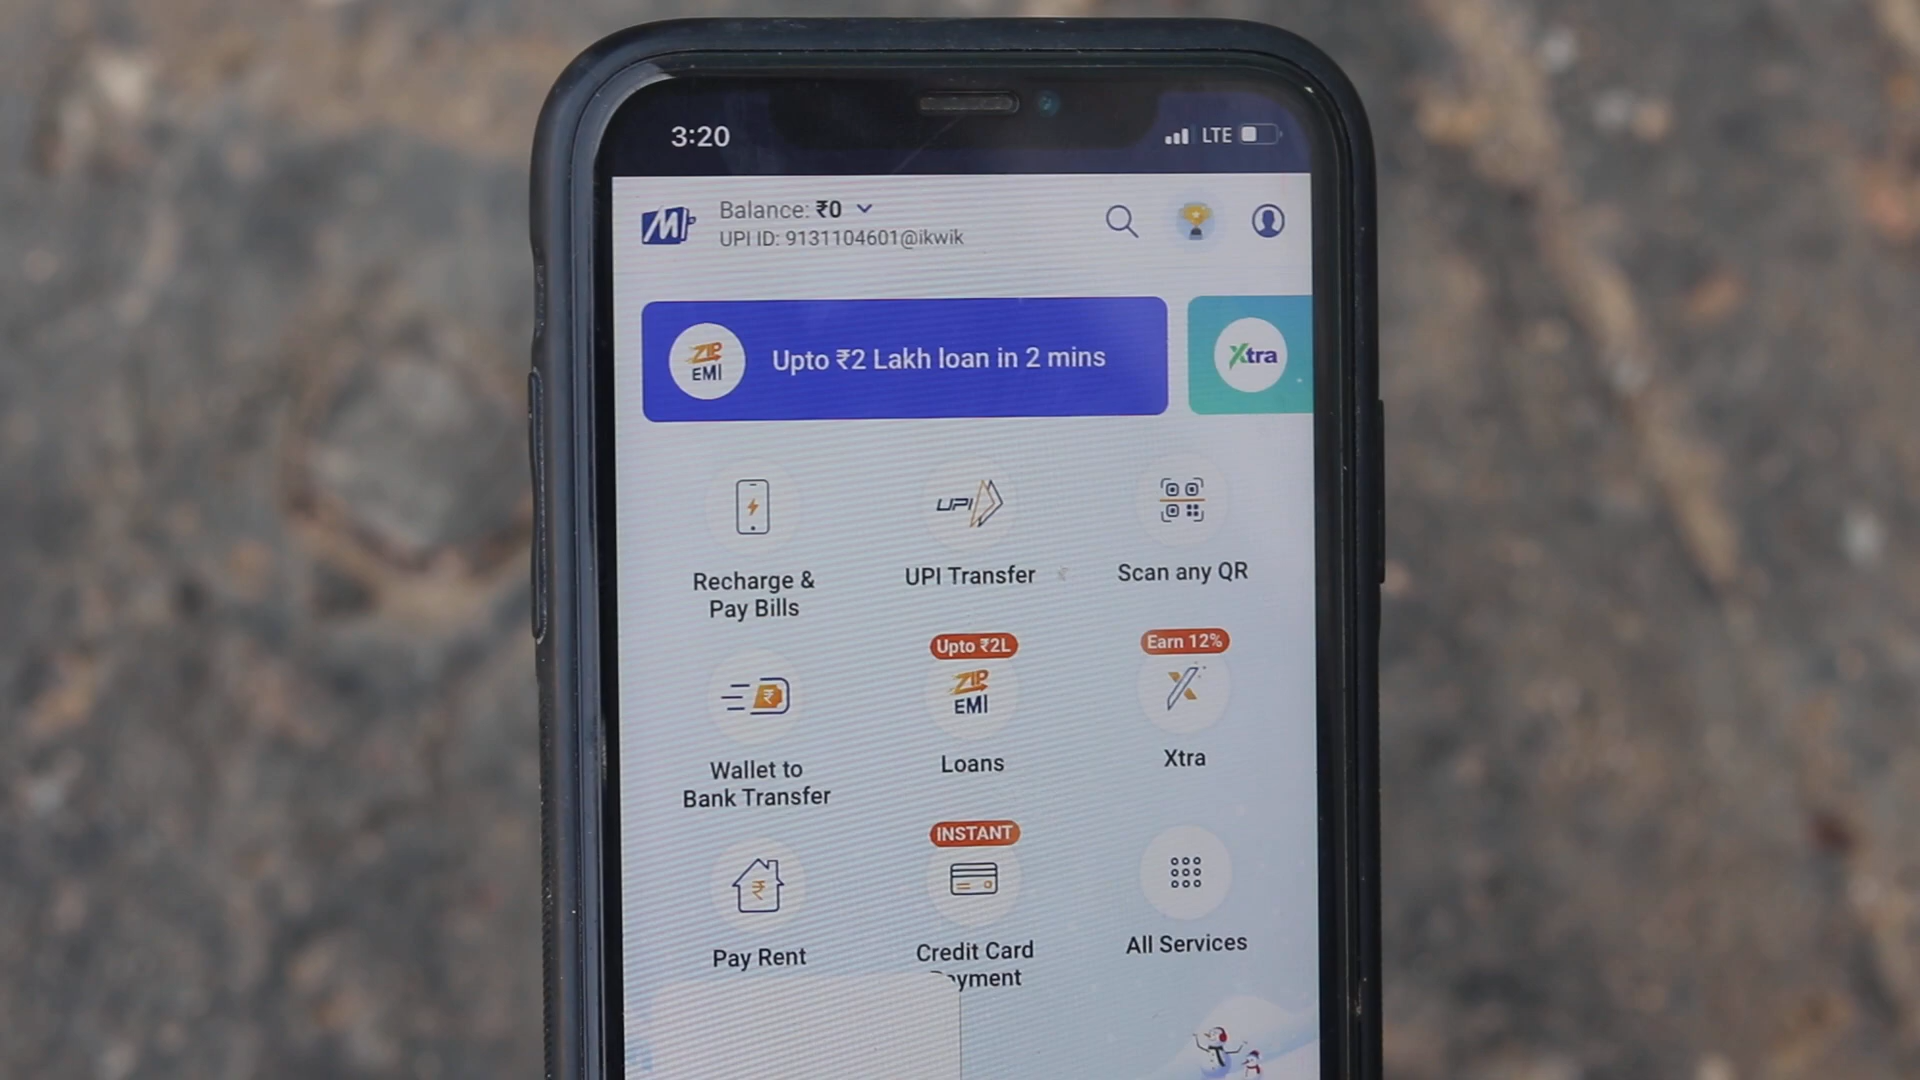 3:20
LTE
Balance: ₹0
UPI ID: 9131104601@ikwik
ZIP
EMI
Upto ₹2 Lakh loan in 2 mins
Xtra
UPI
Recharge &
Pay Bills
UPI Transfer
Scan any QR
Upto ₹2L
Earn 12%
ZIP
EMI
Wallet to
Bank Transfer
Loans
Xtra
INSTANT
Pay Rent
Credit Card
All Services